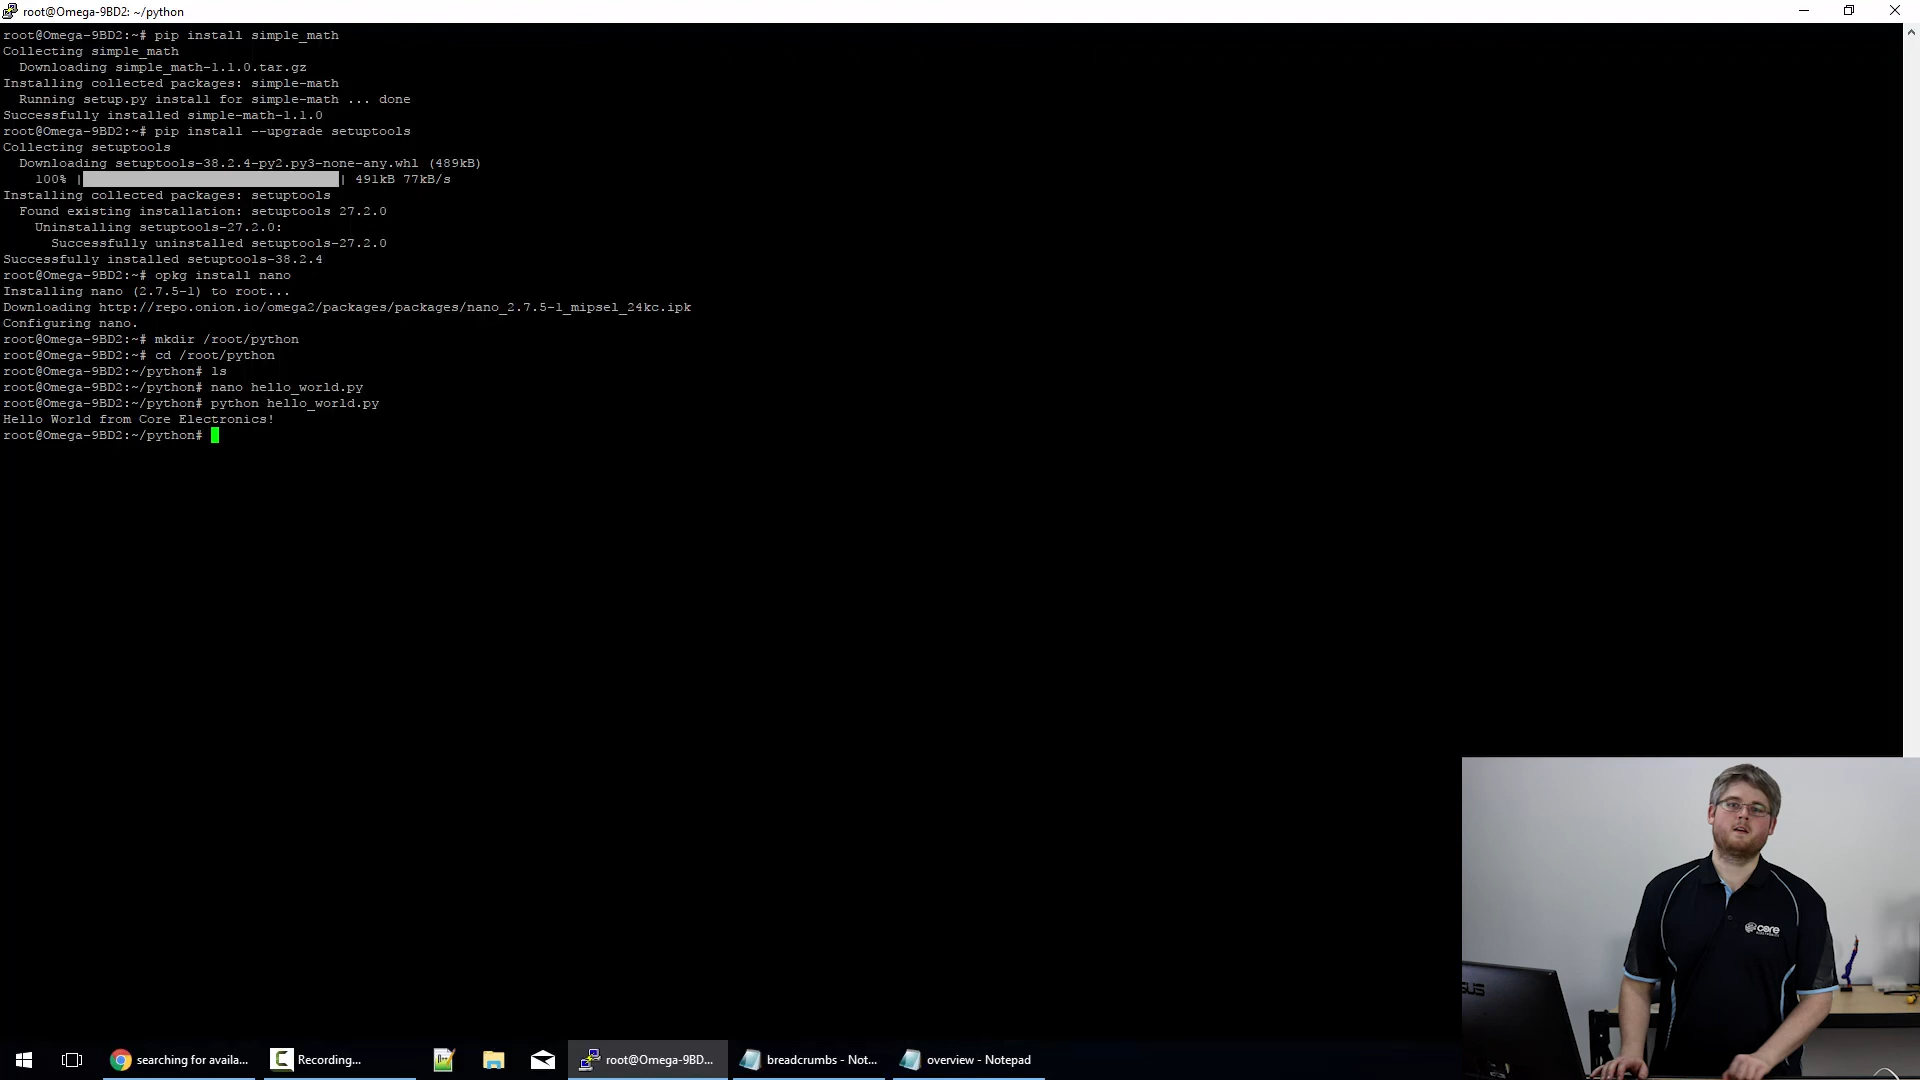 root@Omega-9BD2: ~/python
root@Omega-9BD2:~# pip install simple_math
Collecting simple_math
Downloading simple_math-1.1.0.tar.gz
Installing collected packages: simple-math
Running setup.py install for simple-math ... done
Successfully installed simple-math-1.1.0
root@Omega-9BD2:~# pip install --upgrade setuptools
Collecting setuptools
Downloading setuptools-38.2.4-py2.py3-none-any.whl (489kB)
100% | | 491kB 77kB/s
Installing collected packages: setuptools
Found existing installation: setuptools 27.2.0
Uninstalling setuptools-27.2.0:
Successfully uninstalled setuptools-27.2.0
Successfully installed setuptools-38.2.4
root@Omega-9BD2:~# opkg install nano
Installing nano (2.7.5-1) to root...
Downloading http://repo.onion.io/omega2/packages/packages/nano_2.7.5-1_mipsel_24kc.ipk
Configuring nano.
root@Omega-9BD2:~# mkdir /root/python
root@Omega-9BD2:~# cd /root/python
root@Omega-9BD2:~/python# ls
root@Omega-9BD2:~/python# nano hello_world.py
root@Omega-9BD2:~/python# python hello_world.py
Hello World from Core Electronics!
root@Omega-9BD2:~/python#
core
searching for availa...
Recording...
root@Omega-9BD...
breadcrumbs - Not...
overview - Notepad